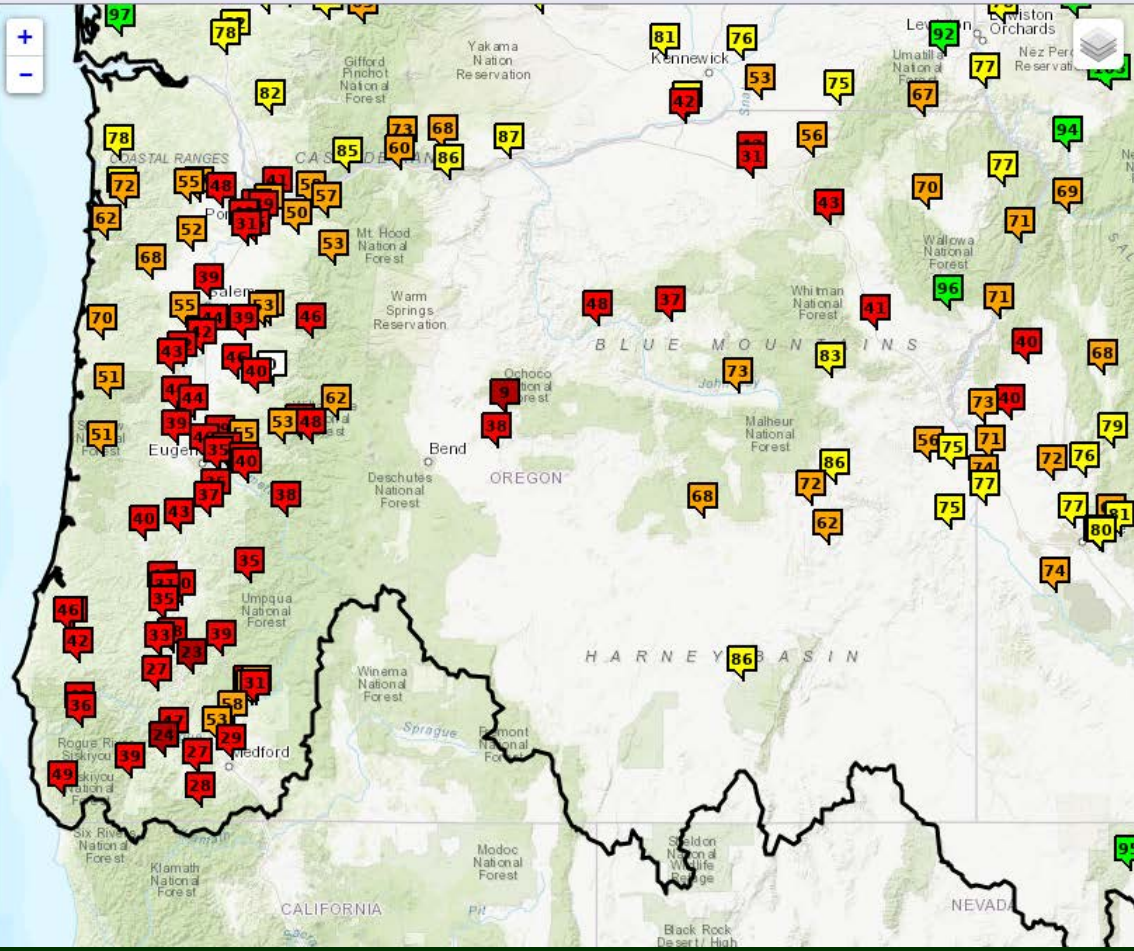 97
78
+
−
81
76
92
Lewiston
Orchards
Kennewick
Yakama
Nation
Reservation
Gifford
Pinchot
National
Forest
Umatilla
National
Forest
77
53
75
67
82
42
78
73
68
87
60
86
85
56
94
COASTAL RANGES
31
77
72
55
48
57
70
69
43
62
50
31
71
52
53
Mt. Hood
National
Forest
68
Wallowa
National
Forest
39
Salem
96
55
53
48
37
Whitman
National
Forest
71
70
39
46
Warm
Springs
Reservation
41
42
43
BLUE MOUNTAINS
40
83
68
40
73
51
Ochoco
National
Forest
John Day
9
44
62
73
40
39
53
48
38
Malheur
National
Forest
79
51
Eugene
35
40
Bend
56
75
71
86
72
76
OREGON
Deschutes
National
Forest
37
38
68
72
77
43
40
62
75
77
81
80
35
74
35
Umpqua
National
Forest
46
42
33
39
23
27
HARNEY BASIN
86
Winema
National
Forest
31
36
58
53
24
29
Sprague
Fremont
National
Forest
Rogue River
Siskiyou
National
Forest
39
27
Medford
49
28
Six Rivers
National
Forest
Klamath
National
Forest
Modoc
National
Forest
Sheldon
National
Wildlife
Refuge
CALIFORNIA
Pit
NEVADA
Black Rock
Desert / High